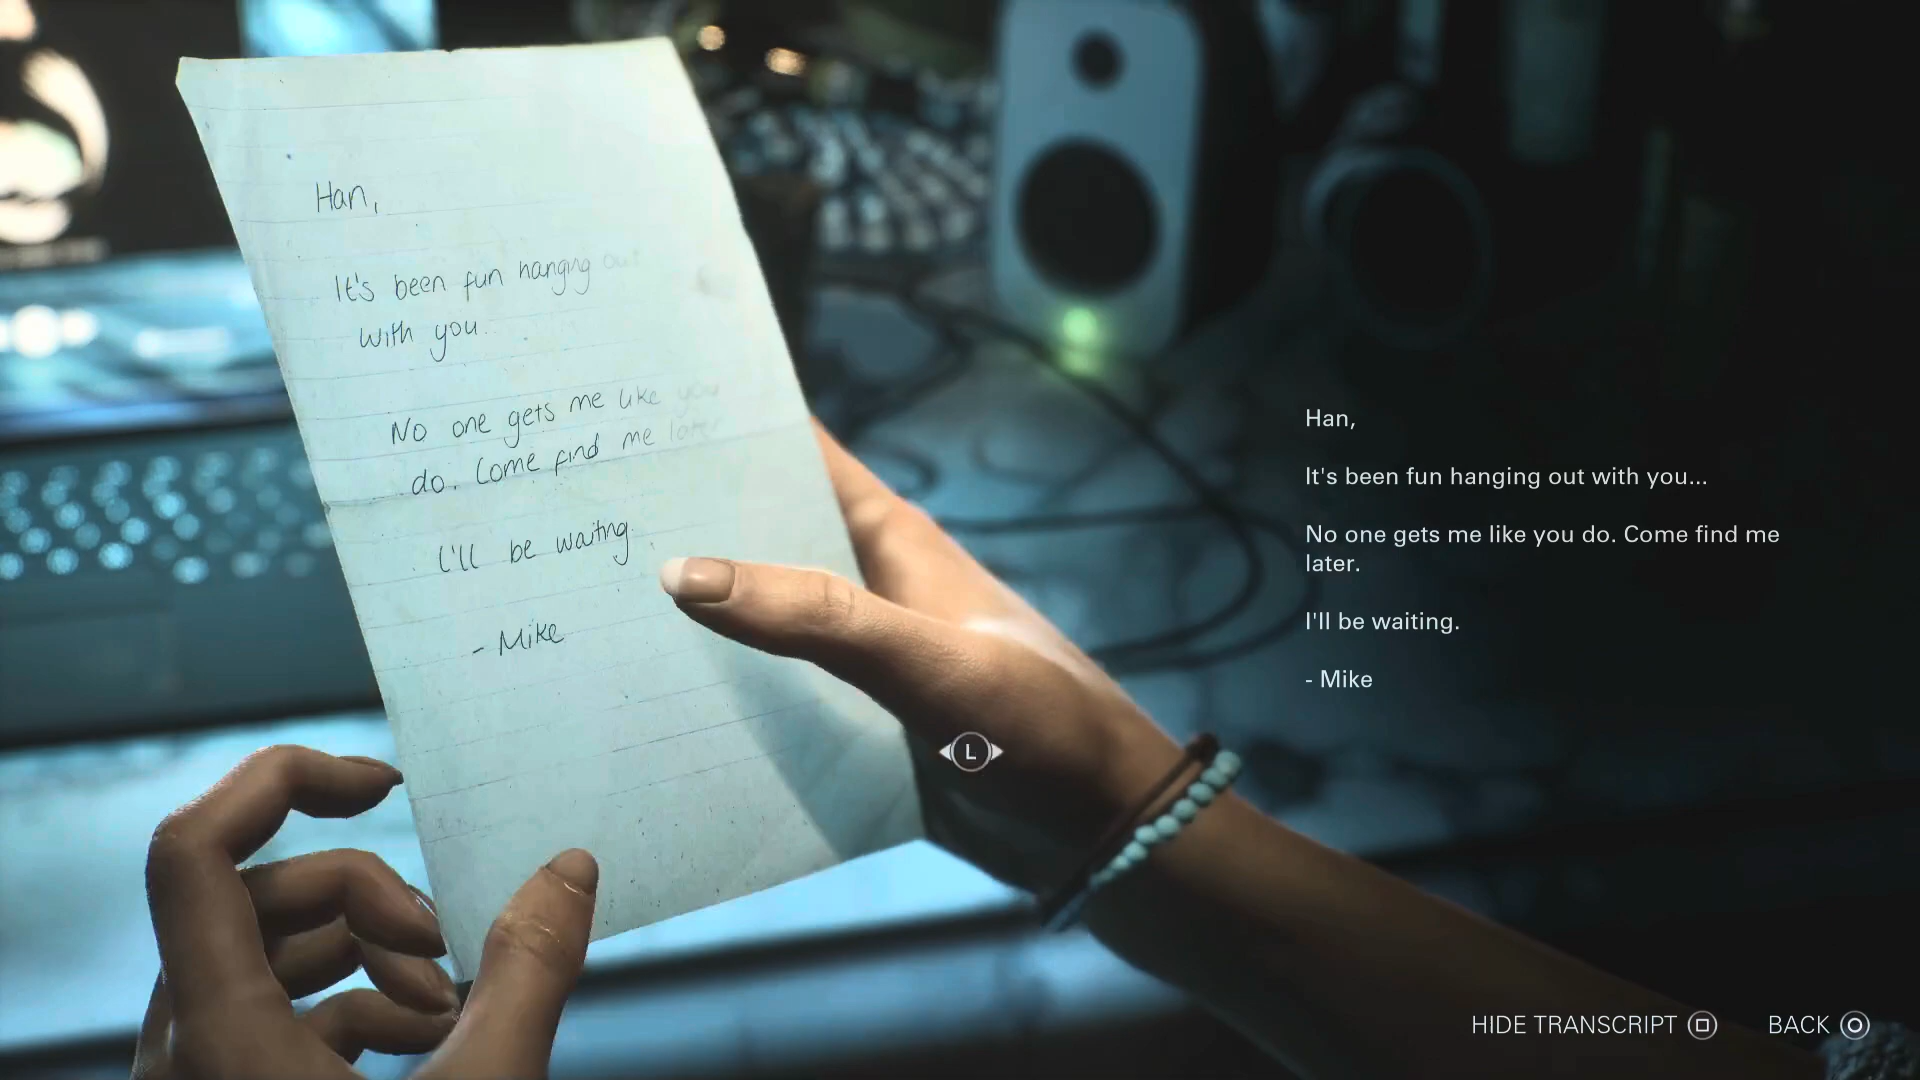 Han,
It's been fun hanging out
with you..
No one gets me like you
do. Come find me later
I'll be waiting.
- Mike
L
Han,
It's been fun hanging out with you...
No one gets me like you do. Come find me
later.
I'll be waiting.
- Mike
HIDE TRANSCRIPT
BACK